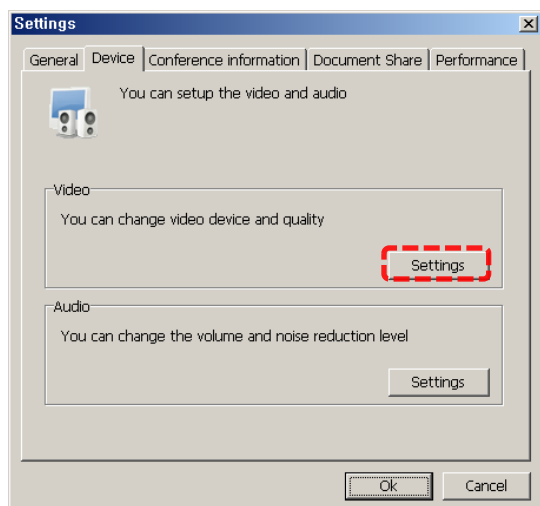 Settings
General Device Conference information Document Share Performance
You can setup the video and audio
Video
You can change video device and quality
Settings
Audio
You can change the volume and noise reduction level
Settings
Ok Cancel